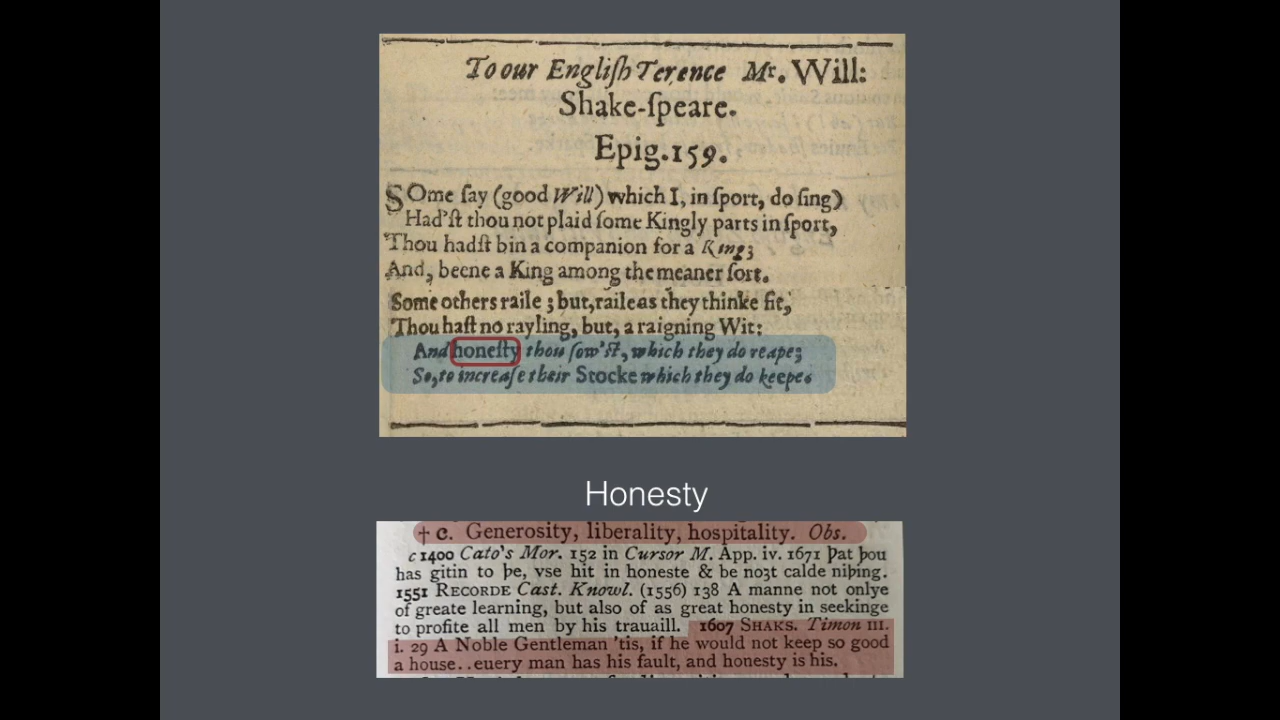 To our Engliſh Terence Mr. Will:
Shake-ſpeare.
Epig.159.
SOme ſay (good Will) which I, in ſport, do ſing)
Had'ſt thou not plaid ſome Kingly parts in ſport,
Thou hadſt bin a companion for a King;
And, beene a King among the meaner ſort.
Some others raile; but, raile as they thinke fit,
Thou haſt no rayling, but, a raigning Wit:
And honeſty thou ſow'ſt, which they do reape;
So, to increaſe their Stocke which they do keepe.
Honesty
† c. Generosity, liberality, hospitality. Obs.
c 1400 Cato's Mor. 152 in Cursor M. App. iv. 1671 Þat þou
has gitin to þe, vse hit in honeste & be noȝt calde niþing.
1551 RECORDE Cast. Knowl. (1556) 138 A manne not onlye
of greate learning, but also of as great honesty in seekinge
to profite all men by his trauaill. 1607 SHAKS. Timon III.
i. 29 A Noble Gentleman 'tis, if he would not keep so good
a house..euery man has his fault, and honesty is his.